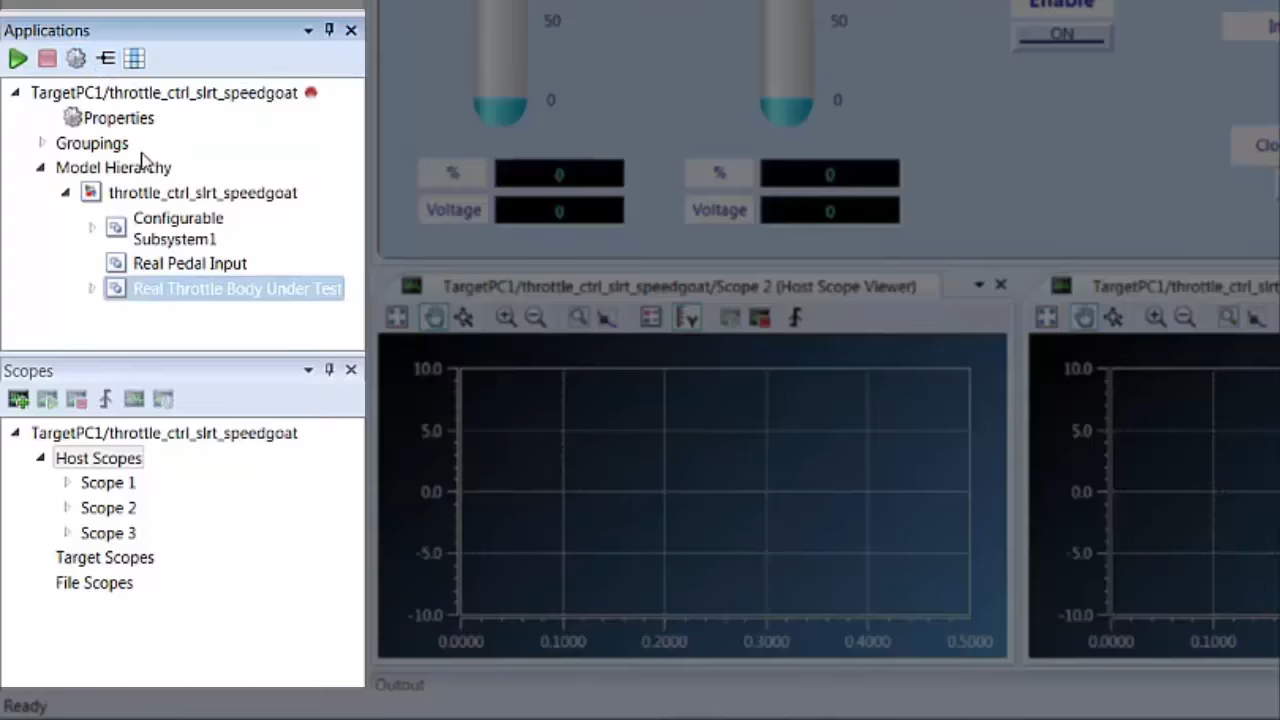 Applications
TargetPC1/throttle_ctrl_slrt_speedgoat
Properties
Groupings
Model Hierarchy
throttle_ctrl_slrt_speedgoat
Configurable
Subsystem1
Real Pedal Input
Real Throttle Body Under Test
Scopes
TargetPC1/throttle_ctrl_slrt_speedgoat
Host Scopes
Scope 1
Scope 2
Scope 3
Target Scopes
File Scopes
Ready
50
0
% 0
Voltage 0
50
0
% 0
Voltage 0
Enable
ON
TargetPC1/throttle_ctrl_slrt_speedgoat/Scope 2 (Host Scope Viewer)
10.0
5.0
0.0
-5.0
-10.0
0.0000 0.1000 0.2000 0.3000 0.4000 0.5000
TargetPC1/throttle_ctrl_slrt
10.0
5.0
0.0
-5.0
-10.0
0.0000 0.1000
Output